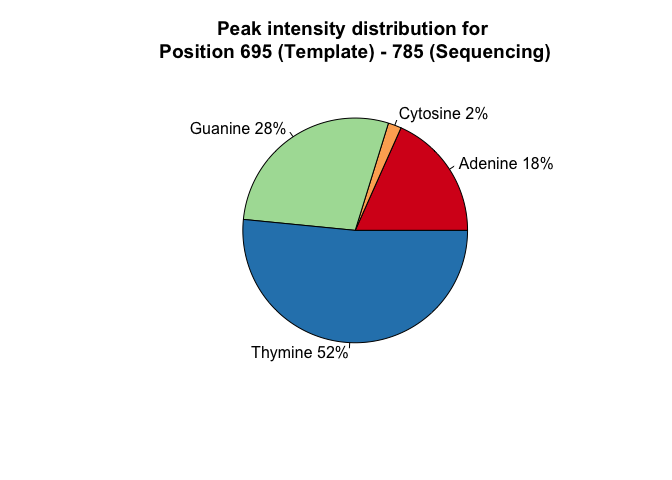 Peak intensity distribution for
Position 695 (Template) - 785 (Sequencing)
Cytosine 2%
Guanine 28%
Adenine 18%
Thymine 52%